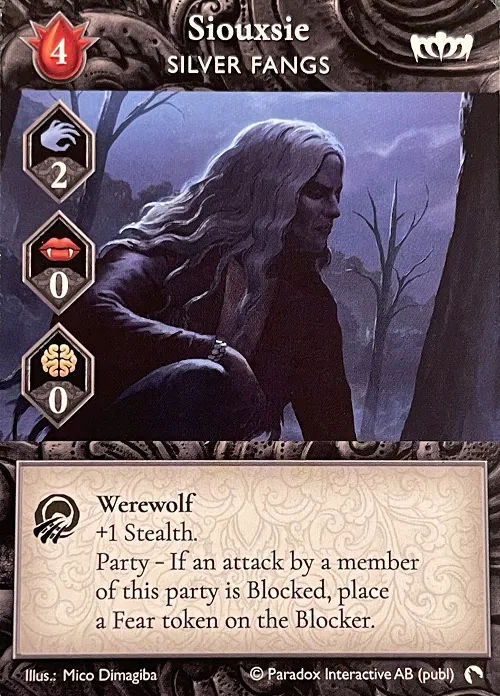 4
Siouxsie
SILVER FANGS
2
0
0
Werewolf
+1 Stealth.
Party - If an attack by a member
of this party is Blocked, place
a Fear token on the Blocker.
Illus.: Mico Dimagiba
© Paradox Interactive AB (publ)